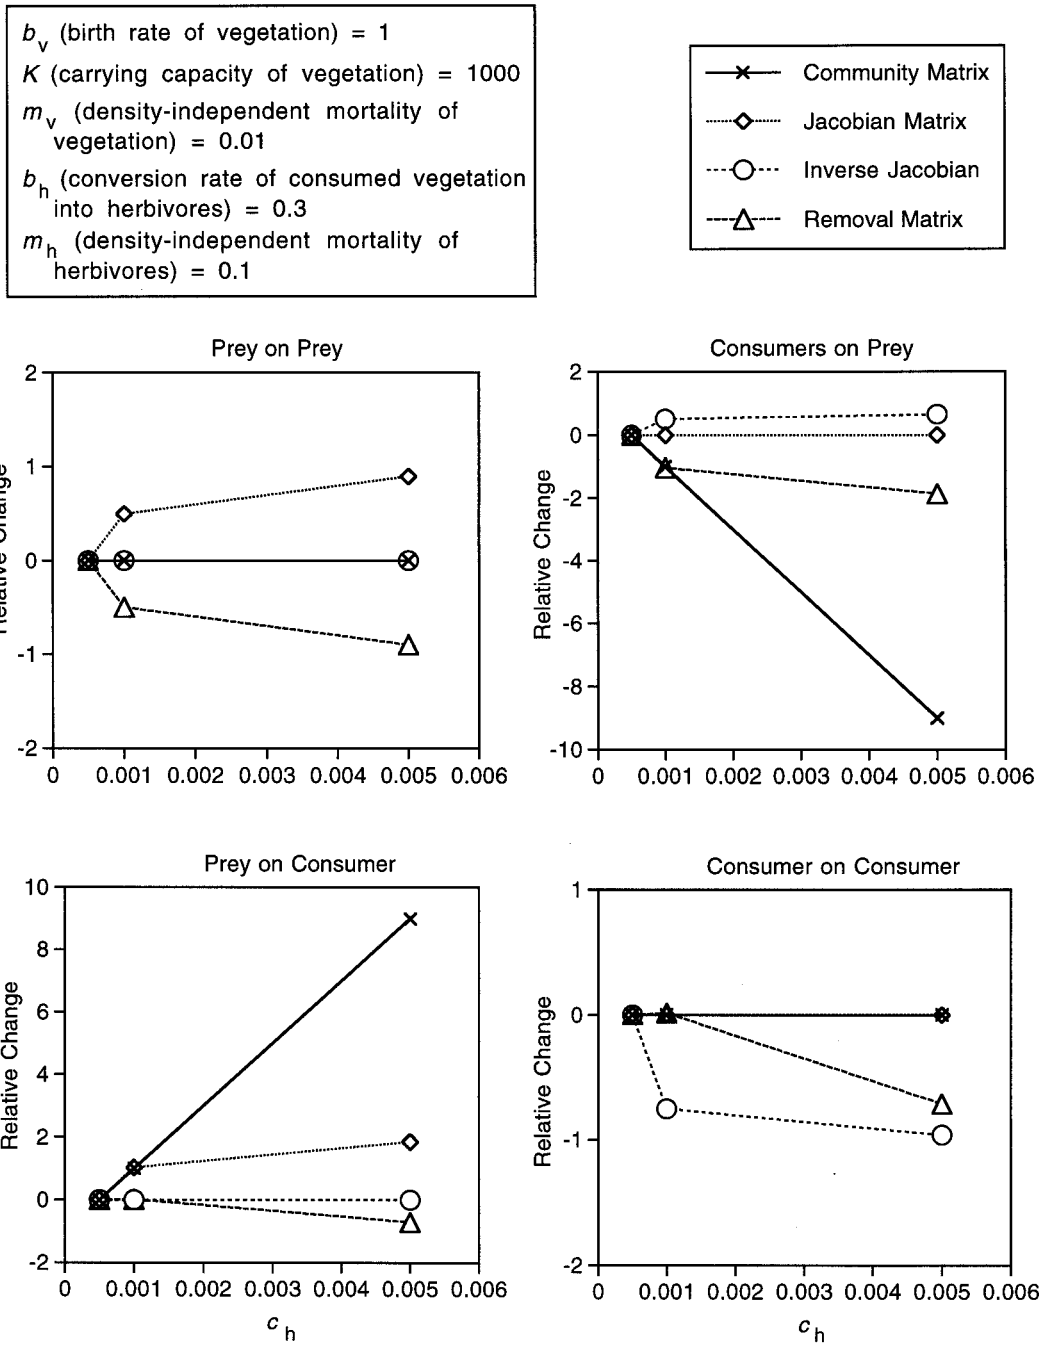 b_v (birth rate of vegetation) = 1
K (carrying capacity of vegetation) = 1000
m_v (density-independent mortality of
vegetation) = 0.01
b_h (conversion rate of consumed vegetation
into herbivores) = 0.3
m_h (density-independent mortality of
herbivores) = 0.1
Community Matrix
Jacobian Matrix
Inverse Jacobian
Removal Matrix
Prey on Prey
Relative Change
2
1
0
-1
-2
0 0.001 0.002 0.003 0.004 0.005 0.006
Consumers on Prey
Relative Change
2
0
-2
-4
-6
-8
-10
0 0.001 0.002 0.003 0.004 0.005 0.006
Prey on Consumer
Relative Change
10
8
6
4
2
0
-2
0 0.001 0.002 0.003 0.004 0.005 0.006
c_h
Consumer on Consumer
Relative Change
1
0
-1
-2
0 0.001 0.002 0.003 0.004 0.005 0.006
c_h